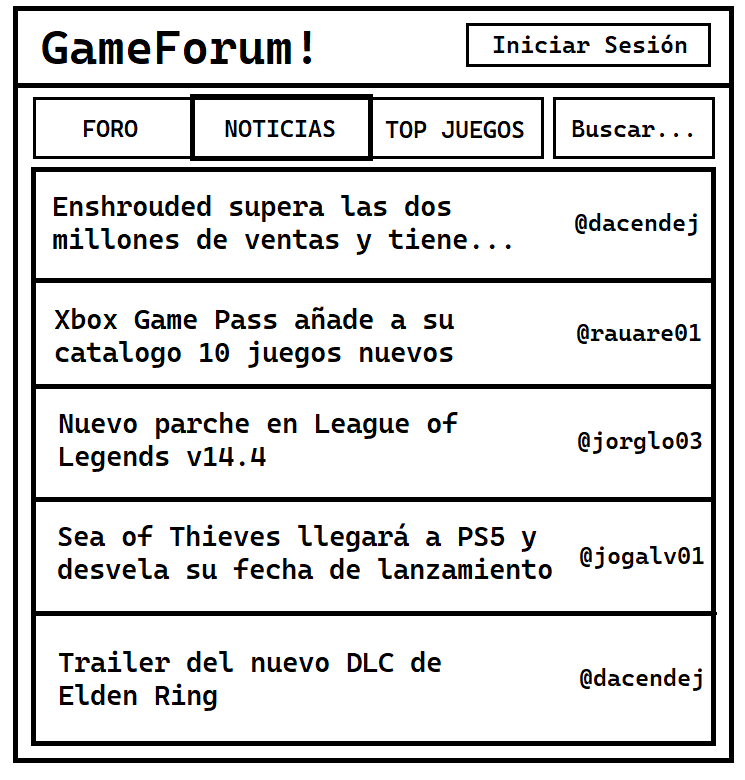 GameForum!
Iniciar Sesión
FORO
NOTICIAS
TOP JUEGOS
Buscar...
Enshrouded supera las dos
millones de ventas y tiene...
@dacendej
Xbox Game Pass añade a su
catalogo 10 juegos nuevos
@rauare01
Nuevo parche en League of
Legends v14.4
@jorglo03
Sea of Thieves llegará a PS5 y
desvela su fecha de lanzamiento
@jogalv01
Trailer del nuevo DLC de
Elden Ring
@dacendej